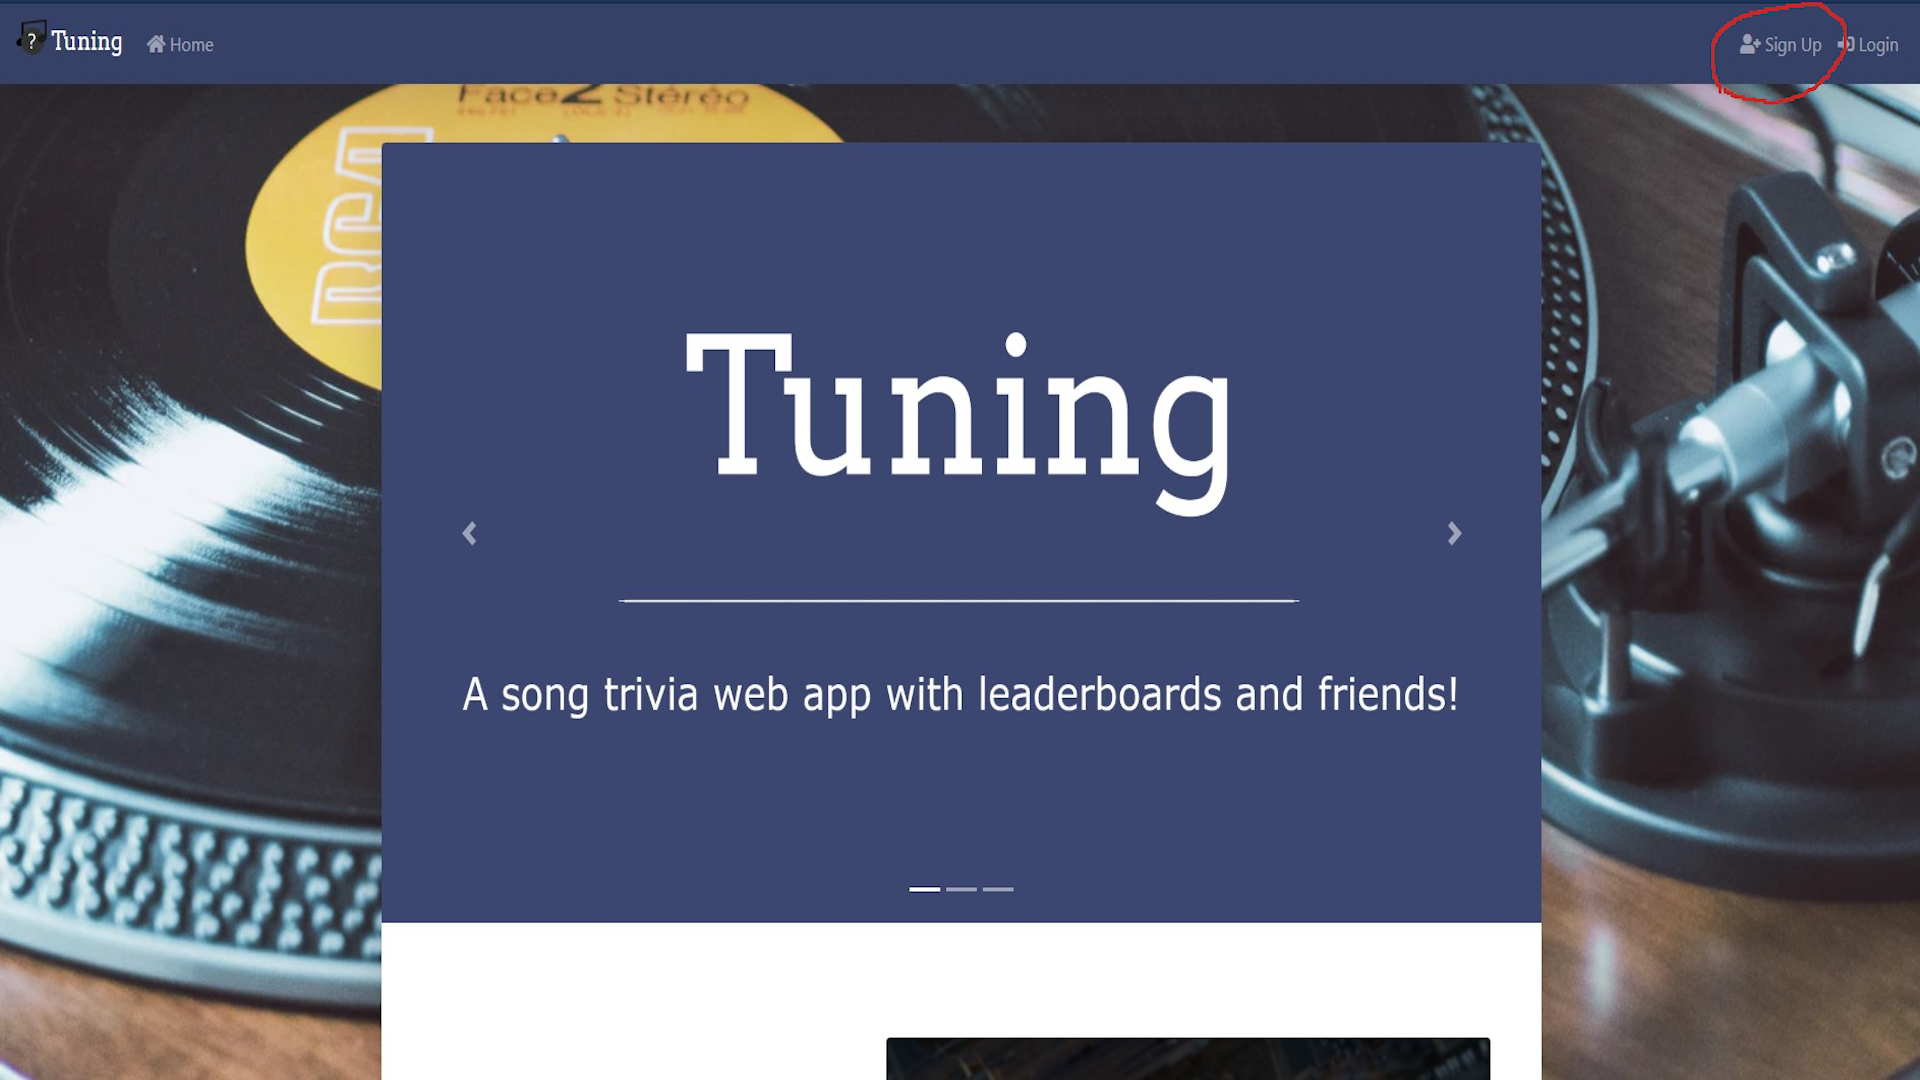 ? Tuning Home Sign Up Login
Face 2 Stéréo
RCA
Tuning
A song trivia web app with leaderboards and friends!